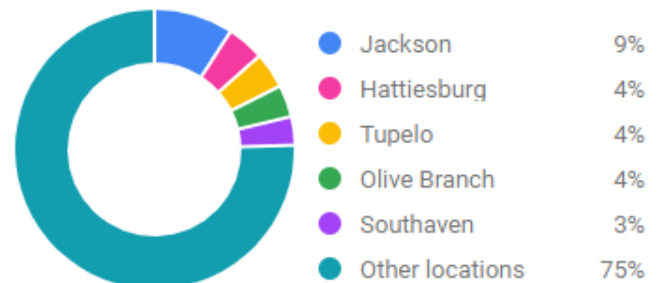 Jackson 9%
Hattiesburg 4%
Tupelo 4%
Olive Branch 4%
Southaven 3%
Other locations 75%